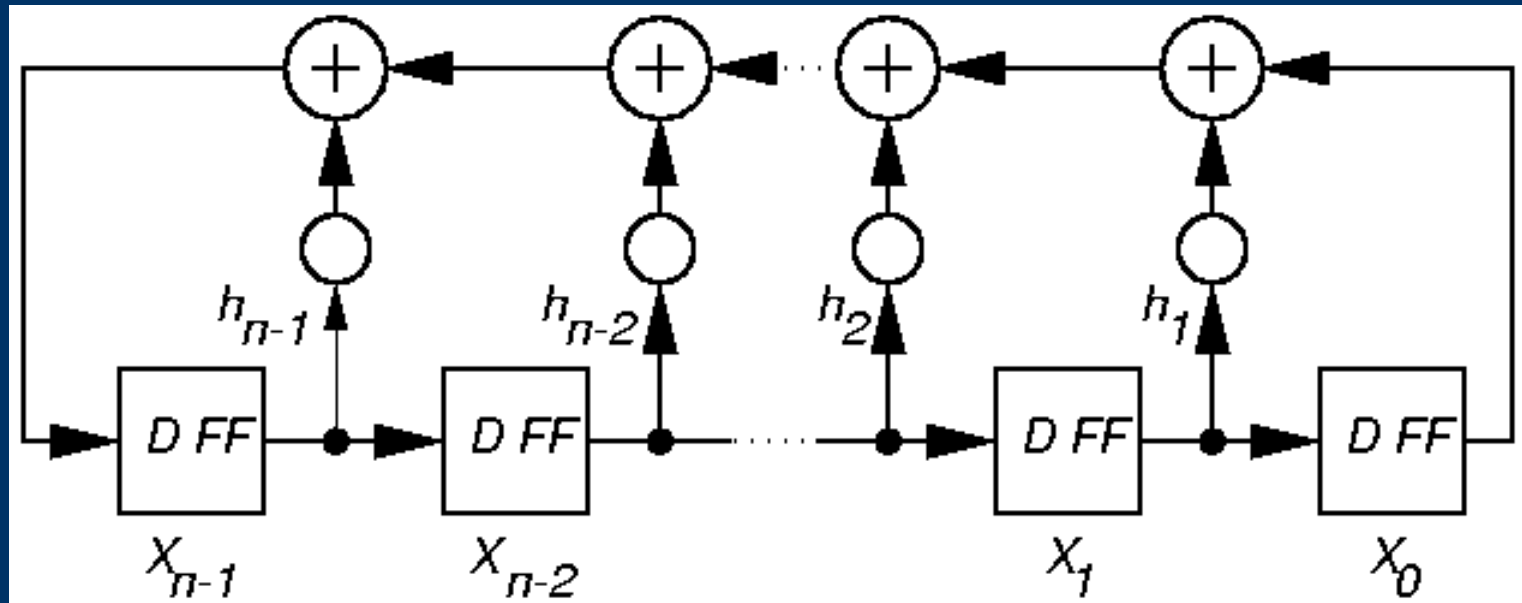 + + + +
h_{n-1} h_{n-2} h_2 h_1
D FF D FF D FF D FF
X_{n-1} X_{n-2} X_1 X_0